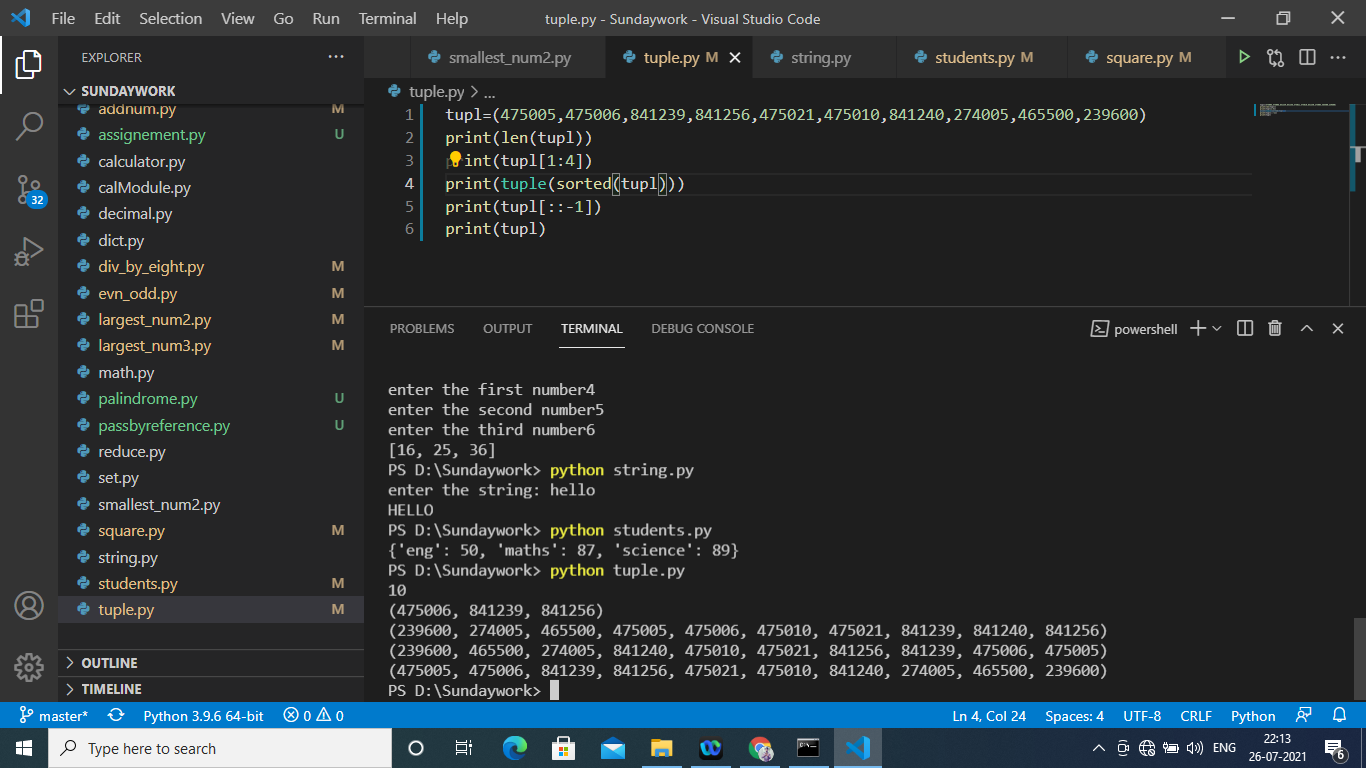 File Edit Selection View Go Run Terminal Help tuple.py - Sundaywork - Visual Studio Code
EXPLORER
smallest_num2.py tuple.py M string.py students.py M square.py M
SUNDAYWORK
addnum.py M
assignement.py U
calculator.py
calModule.py
decimal.py
dict.py
div_by_eight.py M
evn_odd.py M
largest_num2.py M
largest_num3.py M
math.py
palindrome.py U
passbyreference.py U
reduce.py
set.py
smallest_num2.py
square.py M
string.py
students.py M
tuple.py M
OUTLINE
TIMELINE
32
tuple.py > ...
1 tupl=(475005,475006,841239,841256,475021,475010,841240,274005,465500,239600)
2 print(len(tupl))
3 print(tupl[1:4])
4 print(tuple(sorted(tupl)))
5 print(tupl[::-1])
6 print(tupl)
PROBLEMS OUTPUT TERMINAL DEBUG CONSOLE powershell
enter the first number4
enter the second number5
enter the third number6
[16, 25, 36]
PS D:\Sundaywork> python string.py
enter the string: hello
HELLO
PS D:\Sundaywork> python students.py
{'eng': 50, 'maths': 87, 'science': 89}
PS D:\Sundaywork> python tuple.py
10
(475006, 841239, 841256)
(239600, 274005, 465500, 475005, 475006, 475010, 475021, 841239, 841240, 841256)
(239600, 465500, 274005, 841240, 475010, 475021, 841256, 841239, 475006, 475005)
(475005, 475006, 841239, 841256, 475021, 475010, 841240, 274005, 465500, 239600)
PS D:\Sundaywork>
master* Python 3.9.6 64-bit 0 0 Ln 4, Col 24 Spaces: 4 UTF-8 CRLF Python
Type here to search
ENG
22:13
26-07-2021
6